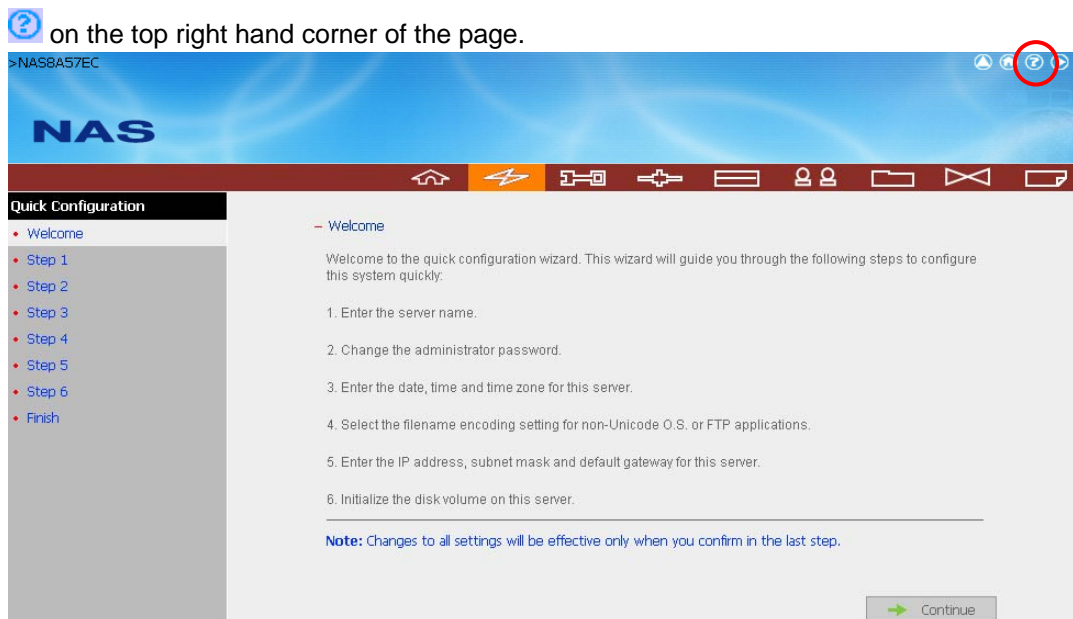 on the top right hand corner of the page.
>NAS8A57EC
NAS
Quick Configuration
• Welcome
• Step 1
• Step 2
• Step 3
• Step 4
• Step 5
• Step 6
• Finish
– Welcome
Welcome to the quick configuration wizard. This wizard will guide you through the following steps to configure
this system quickly:
1. Enter the server name.
2. Change the administrator password.
3. Enter the date, time and time zone for this server.
4. Select the filename encoding setting for non-Unicode O.S. or FTP applications.
5. Enter the IP address, subnet mask and default gateway for this server.
6. Initialize the disk volume on this server.
Note: Changes to all settings will be effective only when you confirm in the last step.
Continue